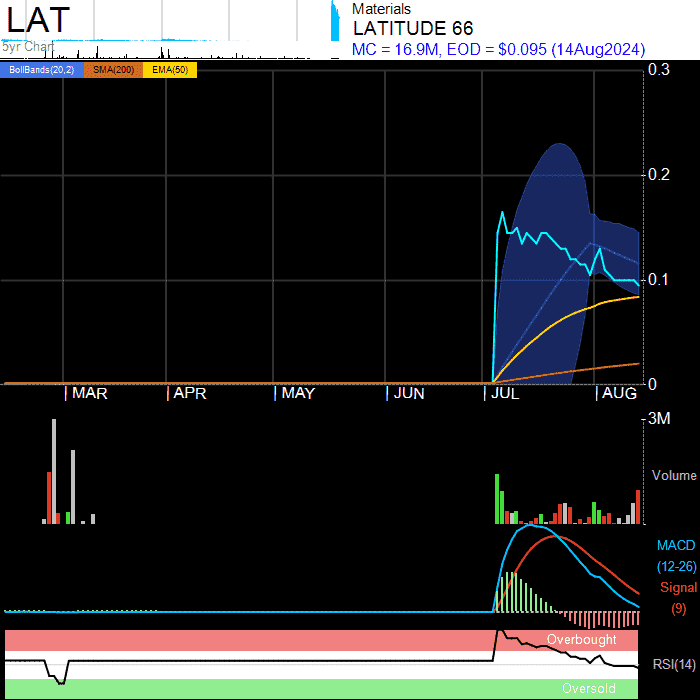 LAT
Materials
LATITUDE 66
5yr Chart
MC = 16.9M, EOD = $0.095 (14Aug2024)
BollBands(20,2) SMA(200) EMA(50)
0.3
0.2
0.1
0
MAR APR MAY JUN JUL AUG
3M
Volume
MACD
(12-26)
Signal
(9)
Overbought
RSI(14)
Oversold